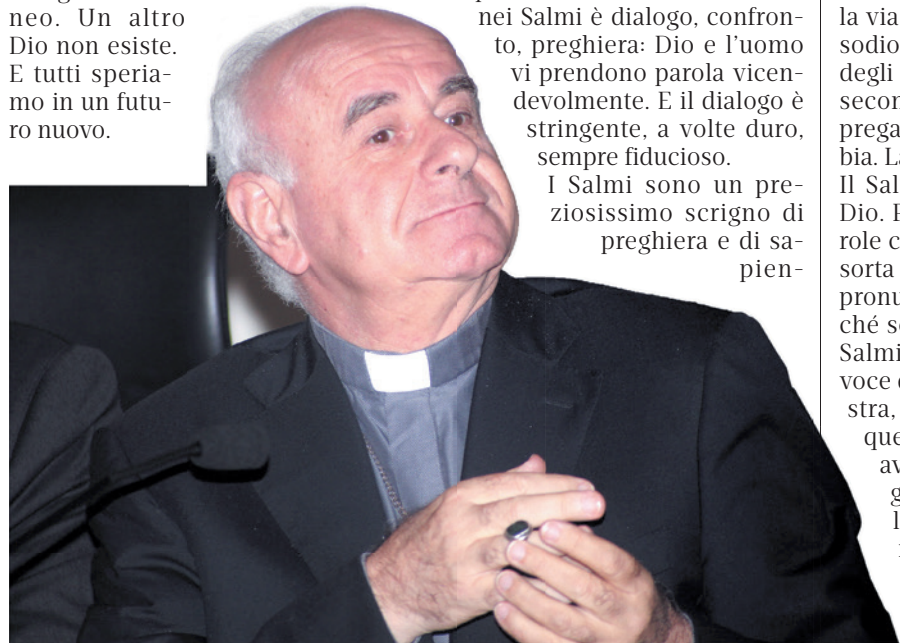 neo. Un altro
Dio non esiste.
E tutti speria-
mo in un futu-
ro nuovo.
nei Salmi è dialogo, confron-
to, preghiera: Dio e l’uomo
vi prendono parola vicen-
devolmente. E il dialogo è
stringente, a volte duro,
sempre fiducioso.
I Salmi sono un pre-
ziosissimo scrigno di
preghiera e di sa-
pien-
la via
sodio
degli
secon
prega
bia. La
Il Sal
Dio. P
role c
sorta
pronu
ché se
Salmi
voce d
stra,
que
av
g
l